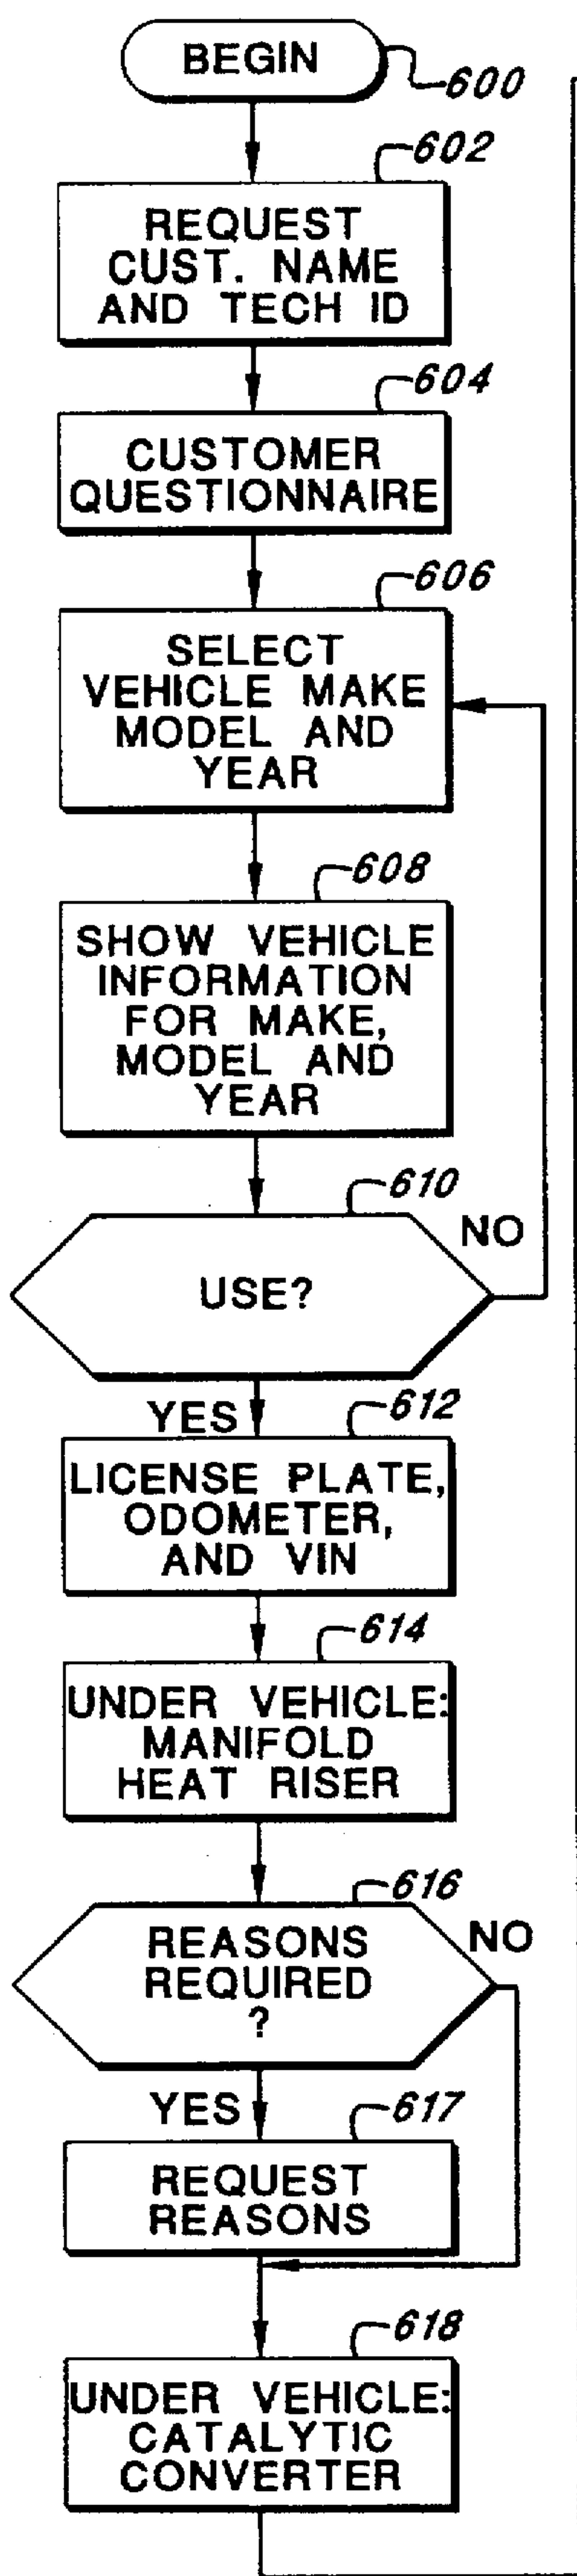 BEGIN
600
602
REQUEST
CUST. NAME
AND TECH ID
604
CUSTOMER
QUESTIONNAIRE
606
SELECT
VEHICLE MAKE
MODEL AND
YEAR
608
SHOW VEHICLE
INFORMATION
FOR MAKE,
MODEL AND
YEAR
610
NO
USE?
YES
612
LICENSE PLATE,
ODOMETER,
AND VIN
614
UNDER VEHICLE:
MANIFOLD
HEAT RISER
616
NO
REASONS
REQUIRED
?
YES
617
REQUEST
REASONS
618
UNDER VEHICLE:
CATALYTIC
CONVERTER